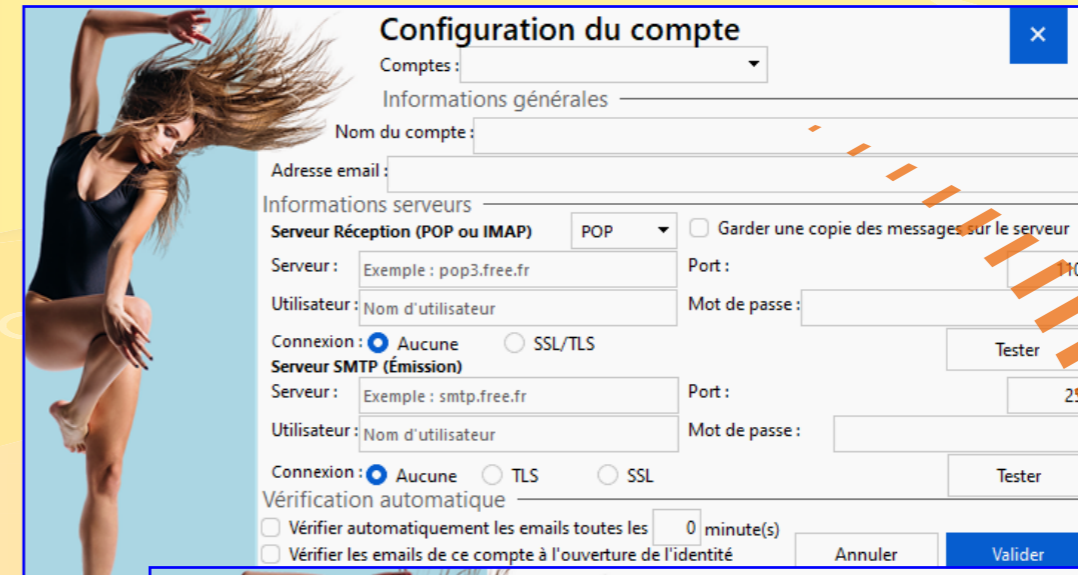 Configuration du compte
×
Comptes :
Informations générales
Nom du compte :
Adresse email :
Informations serveurs
Serveur Réception (POP ou IMAP) POP Garder une copie des messages sur le serveur
Serveur : Exemple : pop3.free.fr Port : 110
Utilisateur : Nom d'utilisateur Mot de passe :
Connexion : Aucune SSL/TLS Tester
Serveur SMTP (Émission)
Serveur : Exemple : smtp.free.fr Port : 25
Utilisateur : Nom d'utilisateur Mot de passe :
Connexion : Aucune TLS SSL Tester
Vérification automatique
Vérifier automatiquement les emails toutes les 0 minute(s)
Vérifier les emails de ce compte à l'ouverture de l'identité Annuler Valider